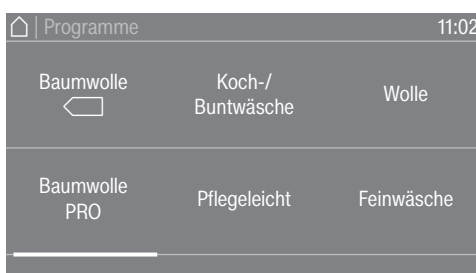 | Programme
11:02
Baumwolle
Koch-/
Buntwäsche
Wolle
Baumwolle
PRO
Pflegeleicht
Feinwäsche